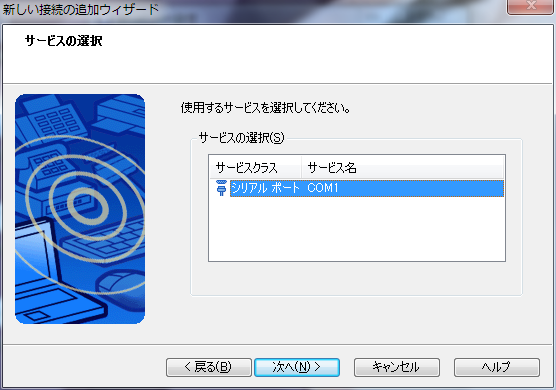 新しい接続の追加ウィザード
サービスの選択
使用するサービスを選択してください。
サービスの選択(S)
サービスクラス サービス名
シリアル ポート COM1
< 戻る(B) 次へ(N) > キャンセル ヘルプ